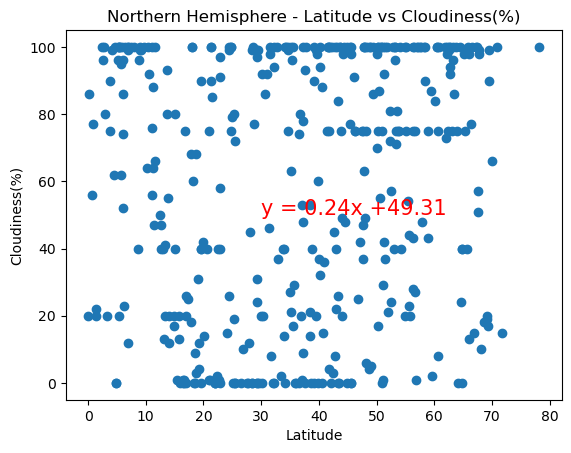 Northern Hemisphere - Latitude vs Cloudiness(%)
100
80
60
40
20
0
Cloudiness(%)
y = 0.24x +49.31
0 10 20 30 40 50 60 70 80
Latitude